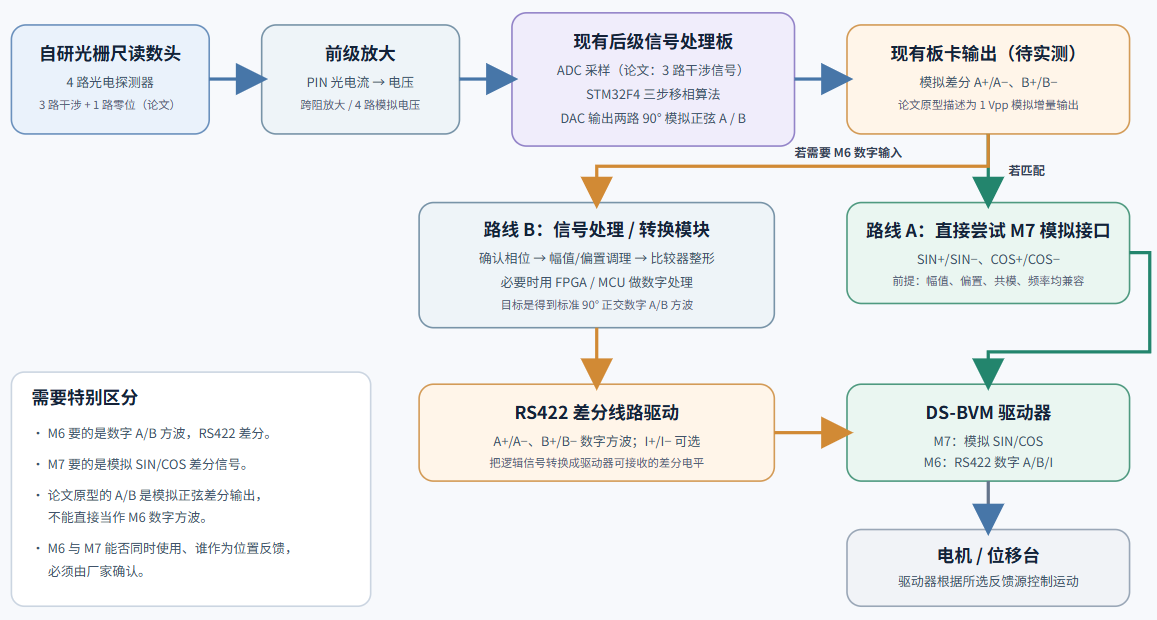 自研光栅尺读数头
4 路光电探测器
3 路干涉 + 1 路零位（论文）
前级放大
PIN 光电流 → 电压
跨阻放大 / 4 路模拟电压
现有后级信号处理板
ADC 采样（论文：3 路干涉信号）
STM32F4 三步移相算法
DAC 输出两路 90° 模拟正弦 A / B
现有板卡输出（待实测）
模拟差分 A+/A−、B+/B−
论文原型描述为 1 Vpp 模拟增量输出
若需要 M6 数字输入
若匹配
路线 B：信号处理 / 转换模块
确认相位 → 幅值/偏置调理 → 比较器整形
必要时用 FPGA / MCU 做数字处理
目标是得到标准 90° 正交数字 A/B 方波
路线 A：直接尝试 M7 模拟接口
SIN+/SIN−、COS+/COS−
前提：幅值、偏置、共模、频率均兼容
需要特别区分
· M6 要的是数字 A/B 方波，RS422 差分。
· M7 要的是模拟 SIN/COS 差分信号。
· 论文原型的 A/B 是模拟正弦差分输出，
不能直接当作 M6 数字方波。
· M6 与 M7 能否同时使用、谁作为位置反馈，
必须由厂家确认。
RS422 差分线路驱动
A+/A−、B+/B− 数字方波；I+/I− 可选
把逻辑信号转换成驱动器可接收的差分电平
DS-BVM 驱动器
M7：模拟 SIN/COS
M6：RS422 数字 A/B/I
电机 / 位移台
驱动器根据所选反馈源控制运动